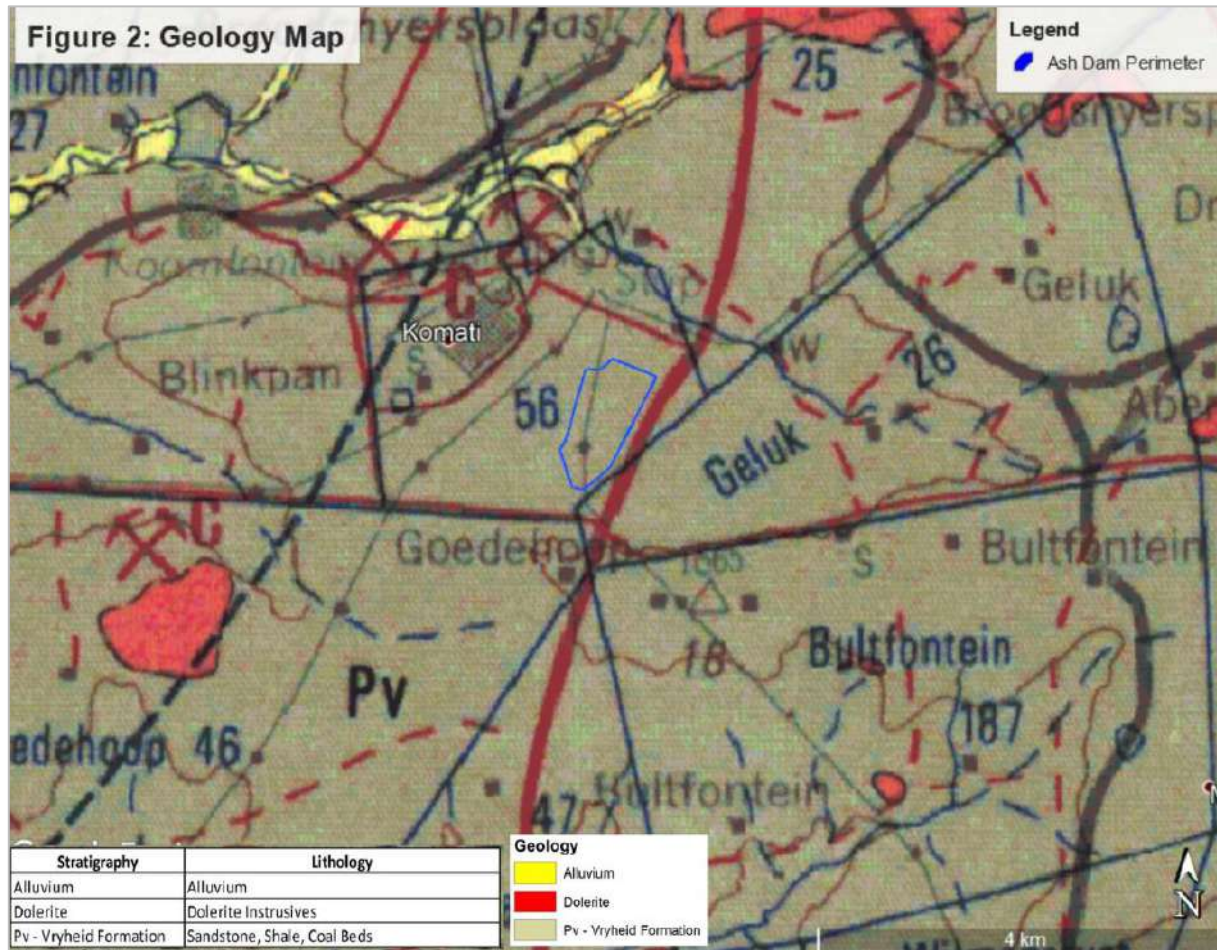 Figure 2: Geology Map
Legend
Ash Dam Perimeter
25
27
Geluk
Komati
Blinkpan
S
D
C
W
W
26
56
Geluk
C
S
Bultfontein
1865
18
Pv
Bultfontein
187
46
47
Bultfontein
Stratigraphy Lithology
Alluvium Alluvium
Dolerite Dolerite Instrusives
Pv - Vryheid Formation Sandstone, Shale, Coal Beds
Geology
Alluvium
Dolerite
Pv - Vryheid Formation
4 km
N